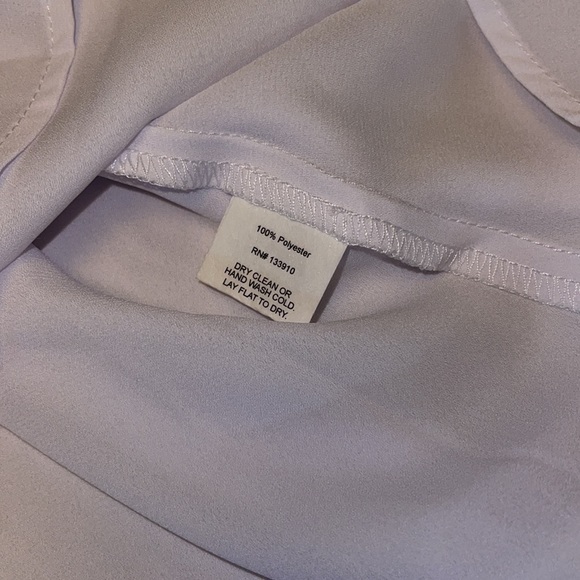 100% Polyester
RN# 133910
DRY CLEAN OR
HAND WASH COLD.
LAY FLAT TO DRY.